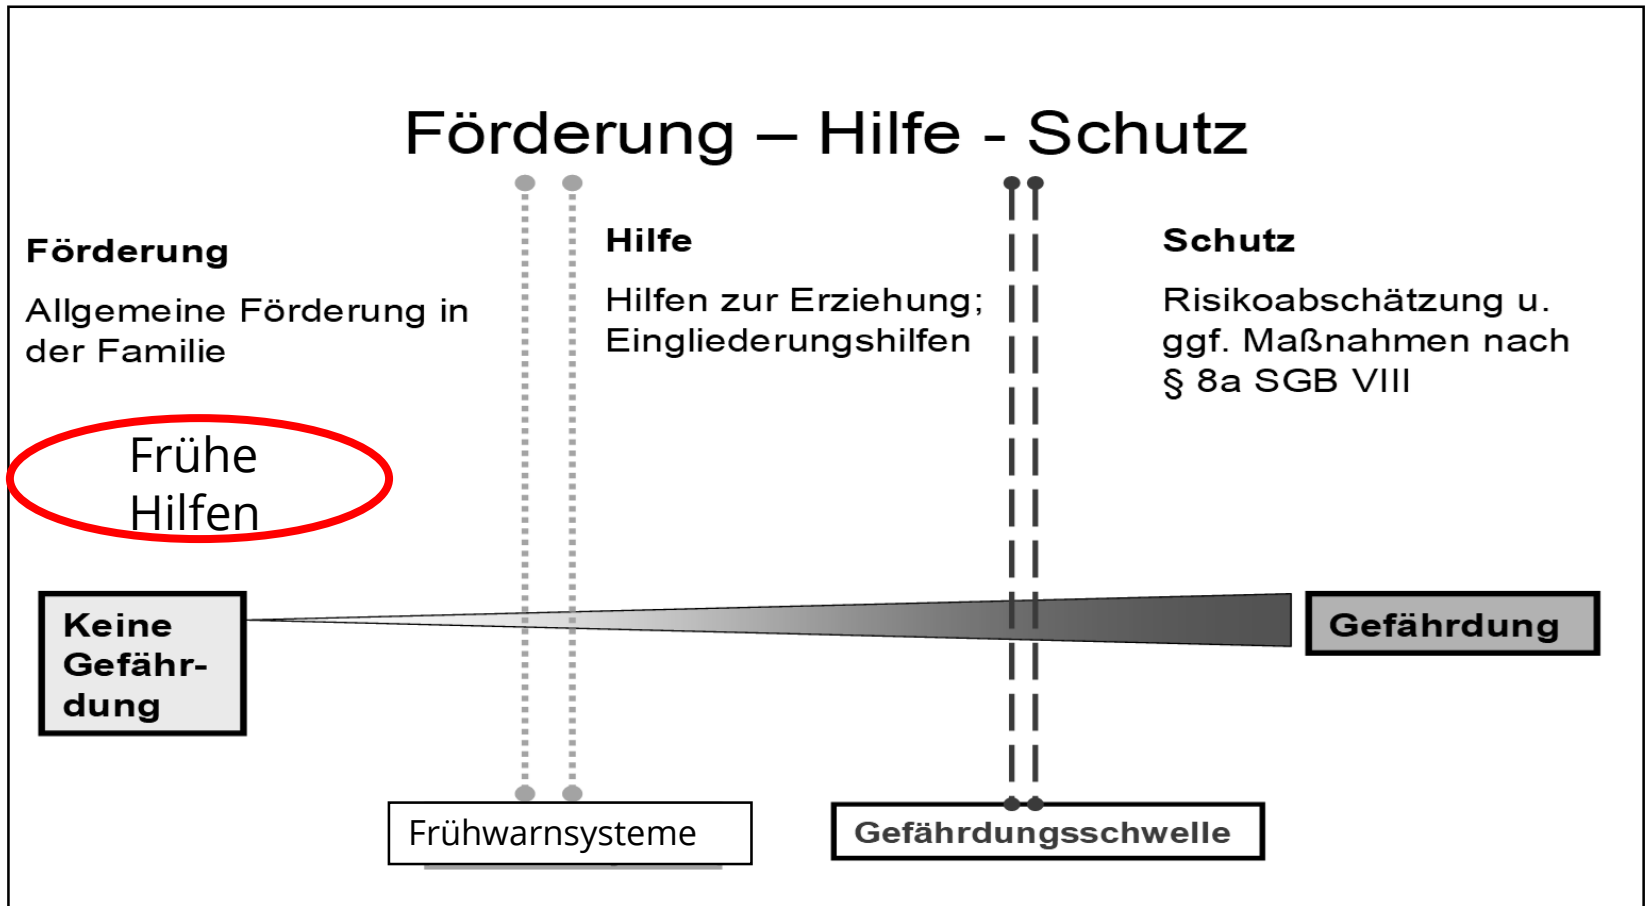 Förderung – Hilfe - Schutz
Förderung
Allgemeine Förderung in
der Familie
Hilfe
Hilfen zur Erziehung;
Eingliederungshilfen
Schutz
Risikoabschätzung u.
ggf. Maßnahmen nach
§ 8a SGB VIII
Frühe
Hilfen
Keine
Gefähr-
dung
Gefährdung
Frühwarnsysteme
Gefährdungsschwelle